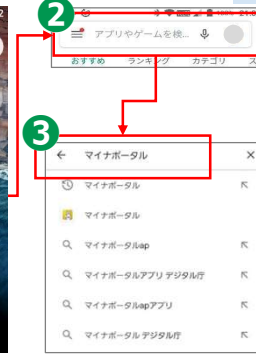 2
アプリやゲームを検...
おすすめ ランキング カテゴリ
3
マイナポータル
マイナポータル
マイナポータル
マイナポータルap
マイナポータルアプリ デジタル庁
マイナポータルapアプリ
マイナポータル デジタル庁